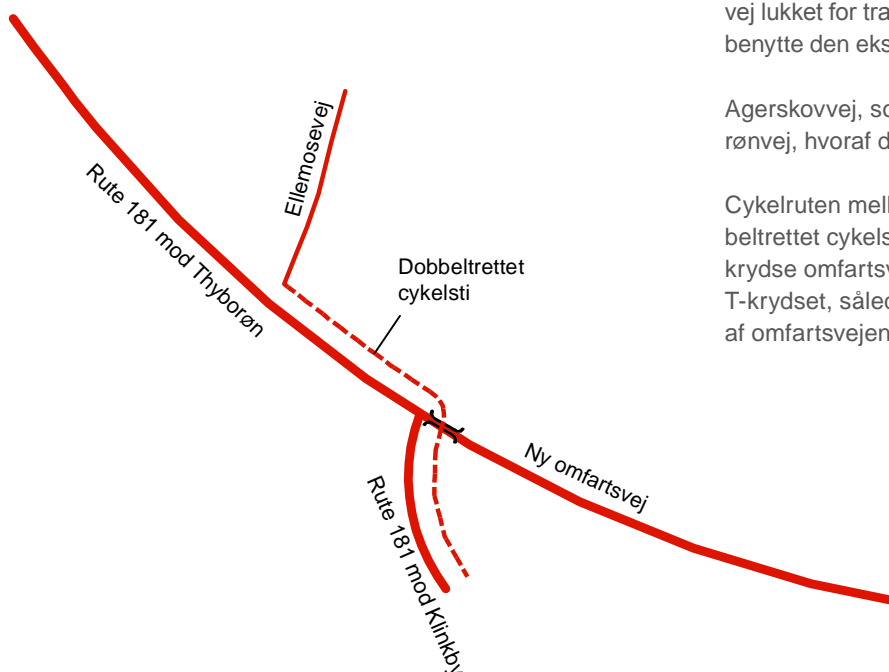 vej lukket for tra
benytte den eks
Agerskovvej, so
rønvej, hvoraf d
Cykelruten mell
beltrettet cykels
krydse omfartsv
T-krydset, således
af omfartsvejen
Ellemosevej
Rute 181 mod Thyborøn
Dobbeltrettet
cykelsti
Ny omfartsvej
Rute 181 mod Klinkby